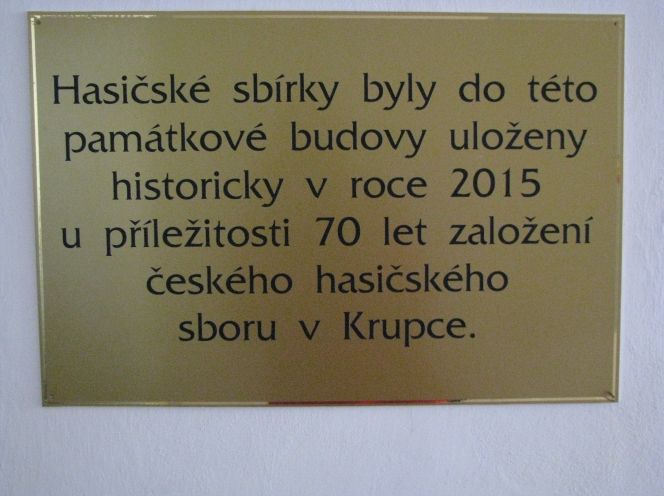 Hasičské sbírky byly do této
památkové budovy uloženy
historicky v roce 2015
u příležitosti 70 let založení
českého hasičského
sboru v Krupce.